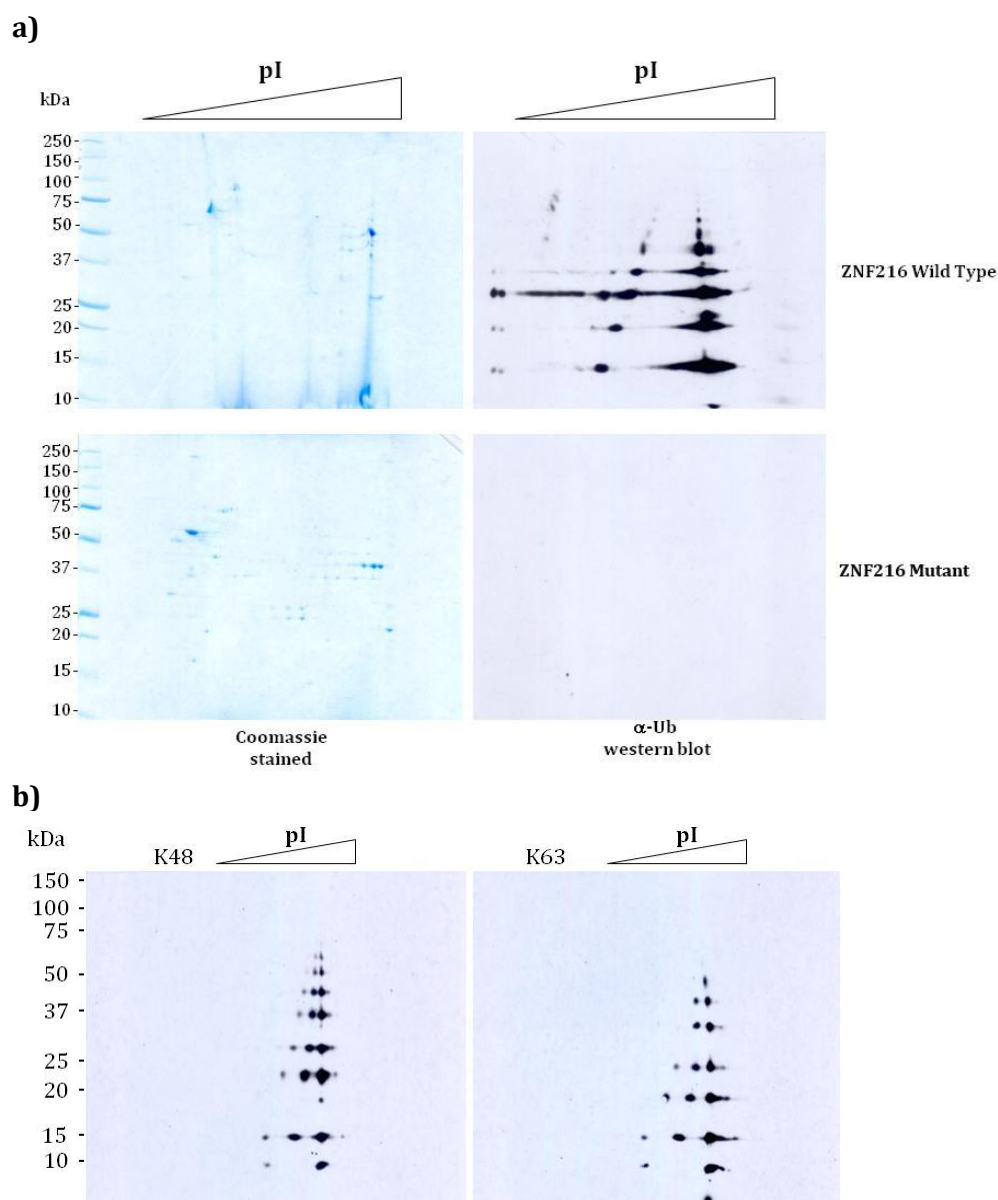 a)
pI
pI
kDa
250
150
100
75
50
37
25
20
15
10
ZNF216 Wild Type
250
150
100
75
50
37
25
20
15
10
ZNF216 Mutant
Coomassie
stained
α-Ub
western blot
b)
kDa
K48
pI
K63
pI
150
100
75
50
37
25
20
15
10